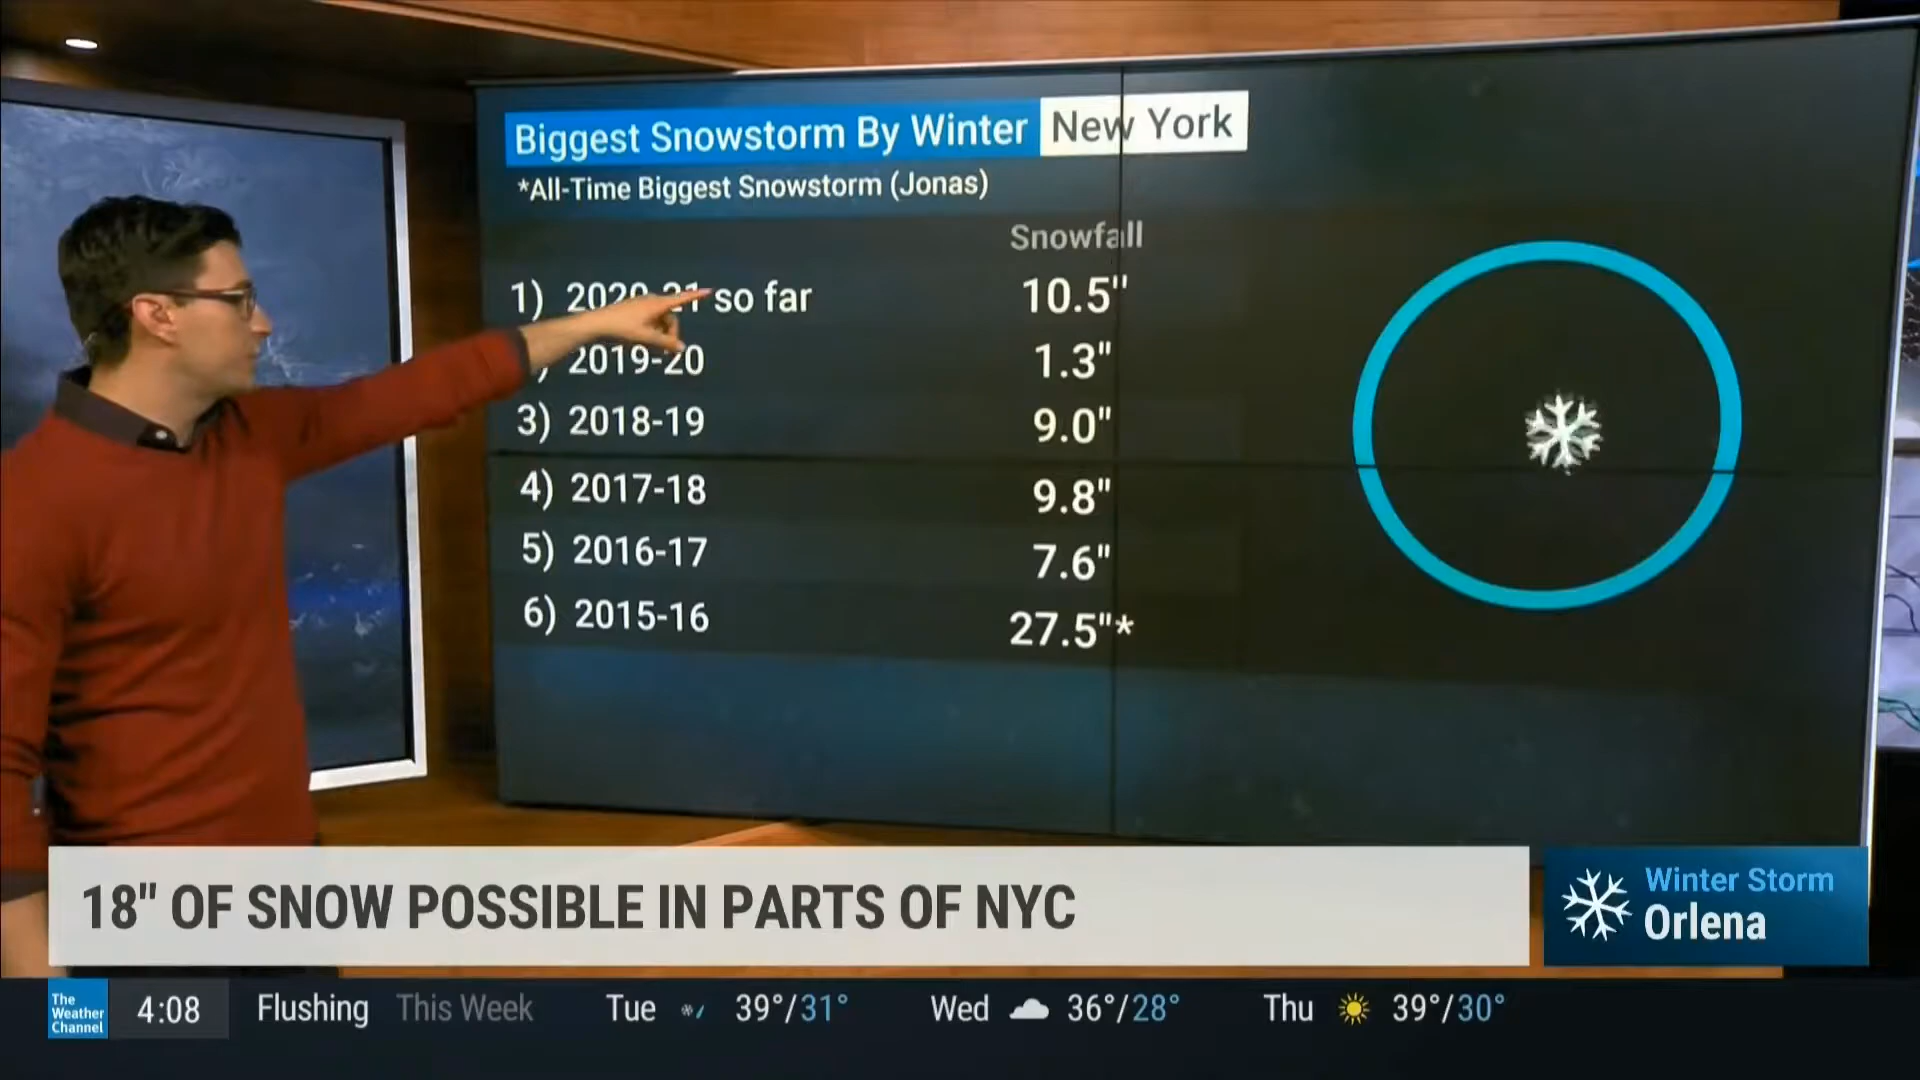 Biggest Snowstorm By Winter New York
*All-Time Biggest Snowstorm (Jonas)
Snowfall
1) 2020-21 so far 10.5"
) 2019-20 1.3"
3) 2018-19 9.0"
4) 2017-18 9.8"
5) 2016-17 7.6"
6) 2015-16 27.5"*
18" OF SNOW POSSIBLE IN PARTS OF NYC
Winter Storm
Orlena
The
Weather
Channel
4:08 Flushing This Week Tue 39°/31° Wed 36°/28° Thu 39°/30°